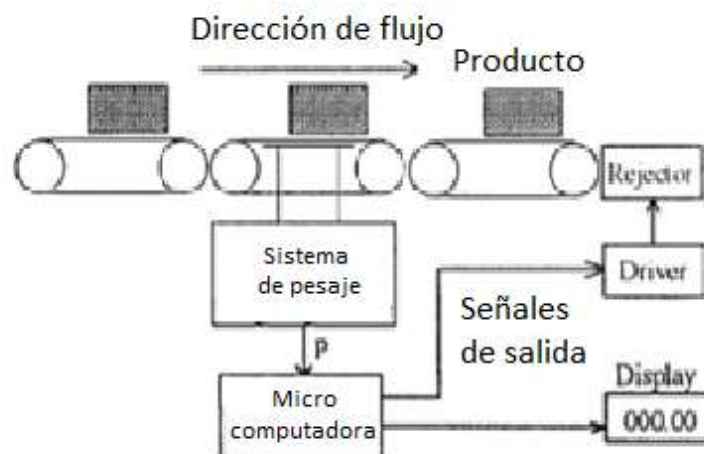 Dirección de flujo
Producto
Rejector
Sistema
de pesaje
Driver
Señales
de salida
p
Micro
computadora
Display
000.00